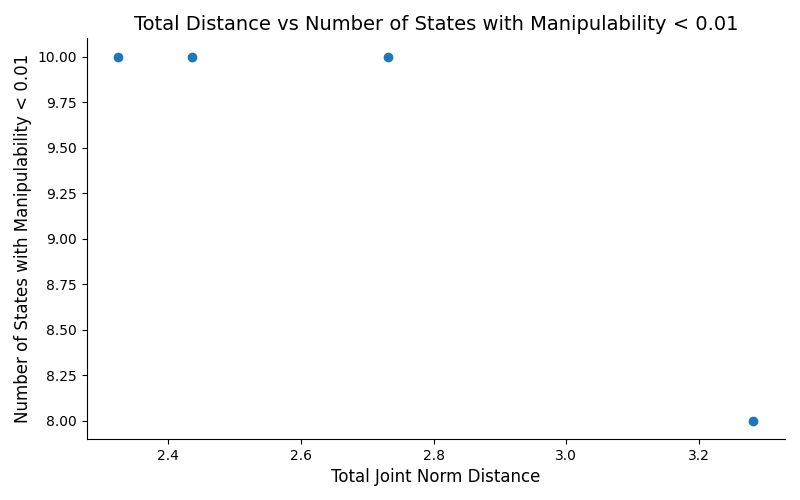 Total Distance vs Number of States with Manipulability < 0.01
Number of States with Manipulability < 0.01
10.00
9.75
9.50
9.25
9.00
8.75
8.50
8.25
8.00
2.4 2.6 2.8 3.0 3.2
Total Joint Norm Distance